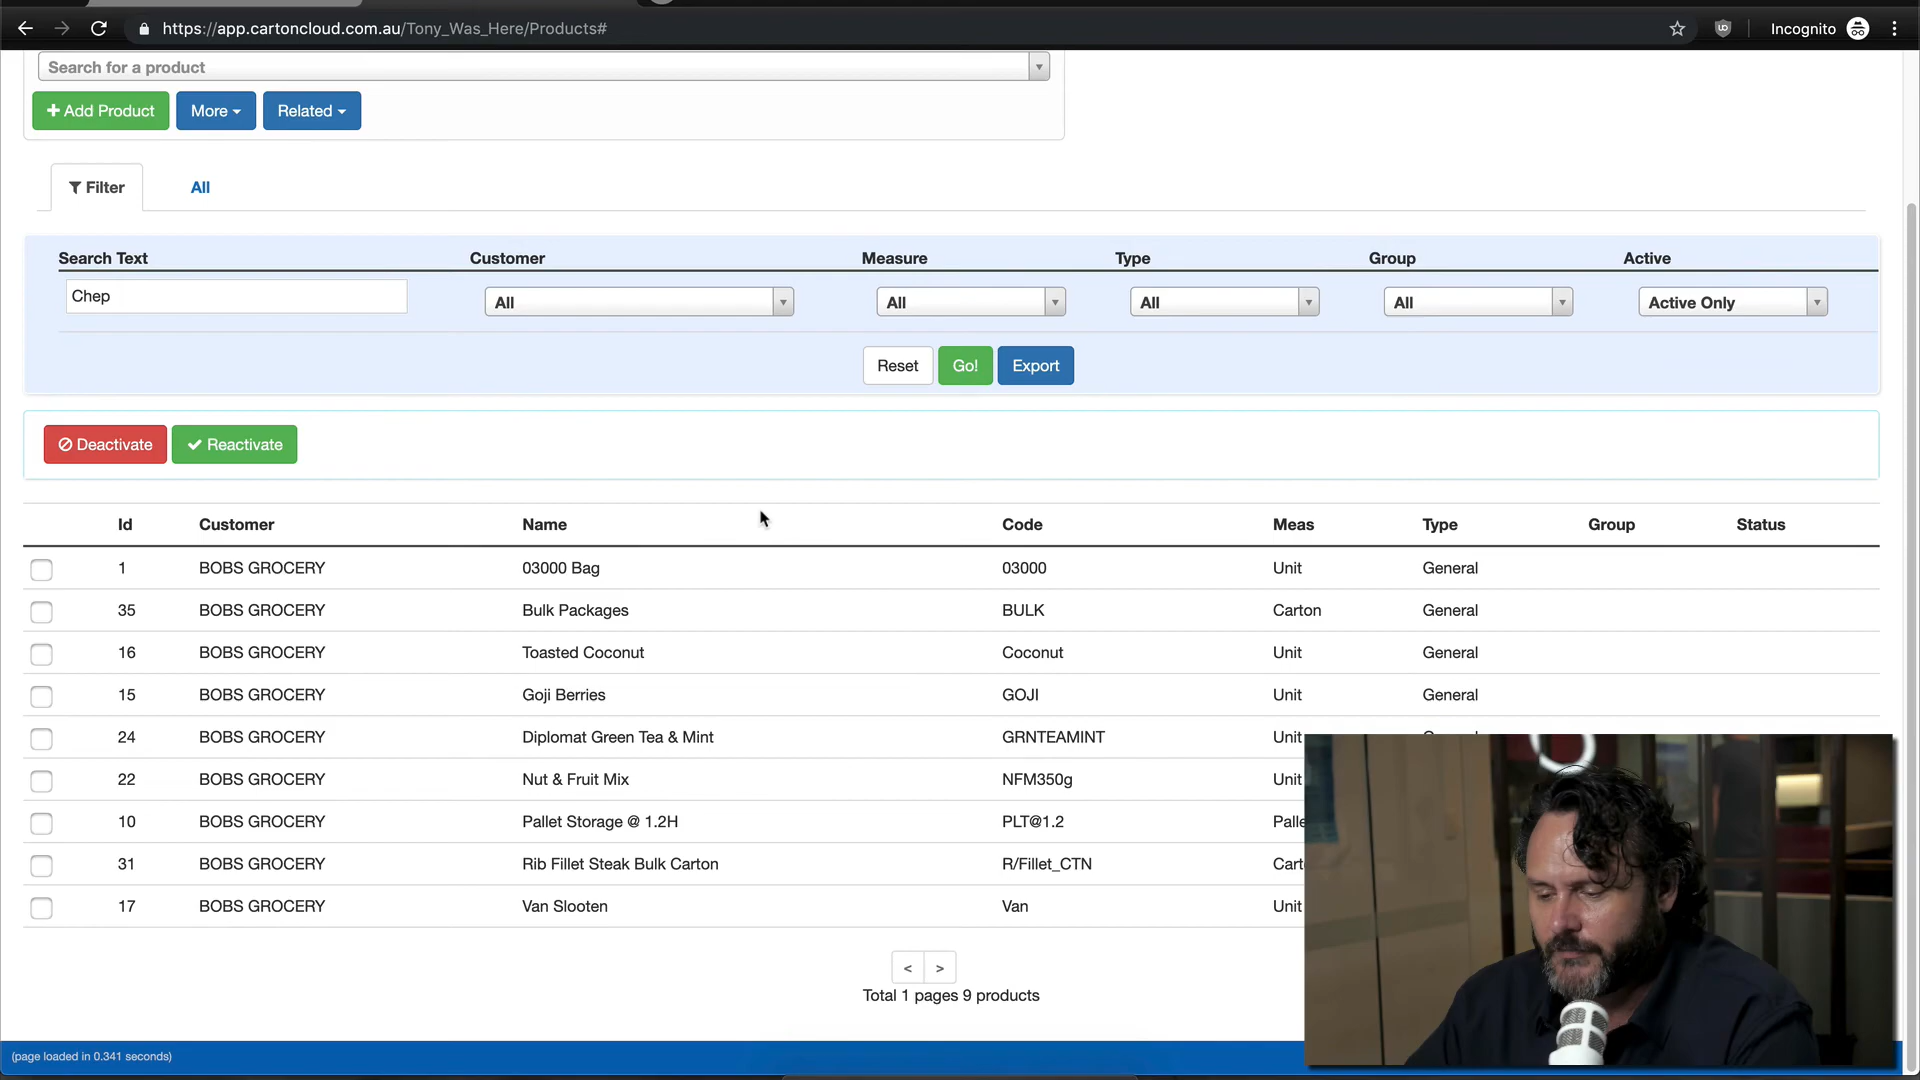 https://app.cartoncloud.com.au/Tony_Was_Here/Products#
Incognito
Search for a product
Add Product
More
Related
Filter
All
Search Text
Customer
Measure
Type
Group
Active
Chep
All
All
All
All
Active Only
Reset
Go!
Export
Deactivate
Reactivate
Id Customer Name Code Meas Type Group Status
1 BOBS GROCERY 03000 Bag 03000 Unit General
35 BOBS GROCERY Bulk Packages BULK Carton General
16 BOBS GROCERY Toasted Coconut Coconut Unit General
15 BOBS GROCERY Goji Berries GOJI Unit General
24 BOBS GROCERY Diplomat Green Tea & Mint GRNTEAMINT Unit
22 BOBS GROCERY Nut & Fruit Mix NFM350g Unit
10 BOBS GROCERY Pallet Storage @ 1.2H PLT@1.2 Palle
31 BOBS GROCERY Rib Fillet Steak Bulk Carton R/Fillet_CTN Cart
17 BOBS GROCERY Van Slooten Van Unit
< >
Total 1 pages 9 products
(page loaded in 0.341 seconds)